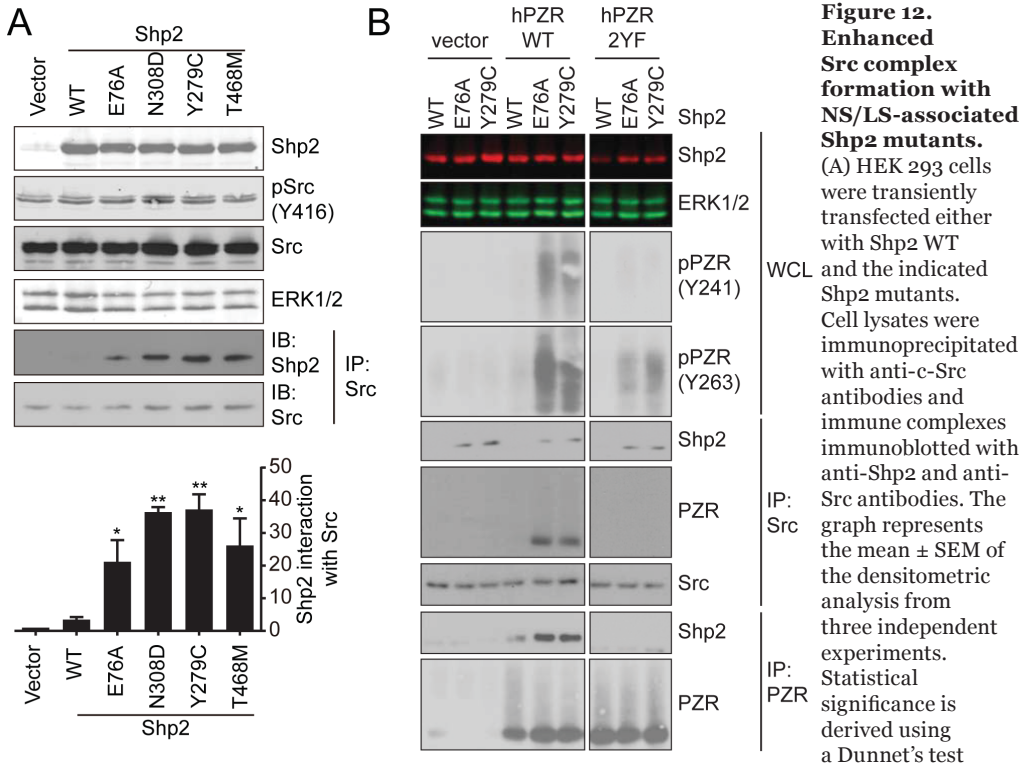 A
Shp2
Vector
WT
E76A
N308D
Y279C
T468M
Shp2
pSrc
(Y416)
Src
ERK1/2
IB:
Shp2
IB:
Src
IP:
Src
50
40
30
20
10
0
Shp2 interaction
with Src
*
**
**
*
Vector
WT
E76A
N308D
Y279C
T468M
Shp2
B
vector
hPZR
WT
hPZR
2YF
WT
E76A
Y279C
WT
E76A
Y279C
WT
E76A
Y279C
Shp2
Shp2
ERK1/2
pPZR
(Y241)
pPZR
(Y263)
WCL
Shp2
PZR
Src
IP:
Src
Shp2
PZR
IP:
PZR
Figure 12.
Enhanced
Src complex
formation with
NS/LS-associated
Shp2 mutants.
(A) HEK 293 cells
were transiently
transfected either
with Shp2 WT
and the indicated
Shp2 mutants.
Cell lysates were
immunoprecipitated
with anti-c-Src
antibodies and
immune complexes
immunoblotted with
anti-Shp2 and anti-
Src antibodies. The
graph represents
the mean ± SEM of
the densitometric
analysis from
three independent
experiments.
Statistical
significance is
derived using
a Dunnet's test